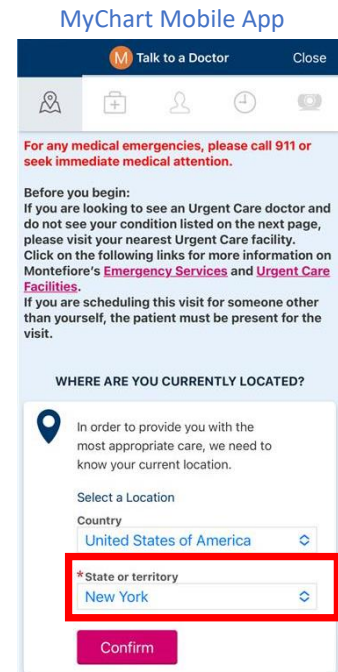 MyChart Mobile App
M Talk to a Doctor Close
For any medical emergencies, please call 911 or
seek immediate medical attention.
Before you begin:
If you are looking to see an Urgent Care doctor and
do not see your condition listed on the next page,
please visit your nearest Urgent Care facility.
Click on the following links for more information on
Montefiore's Emergency Services and Urgent Care
Facilities.
If you are scheduling this visit for someone other
than yourself, the patient must be present for the
visit.
WHERE ARE YOU CURRENTLY LOCATED?
In order to provide you with the
most appropriate care, we need to
know your current location.
Select a Location
Country
United States of America
*State or territory
New York
Confirm